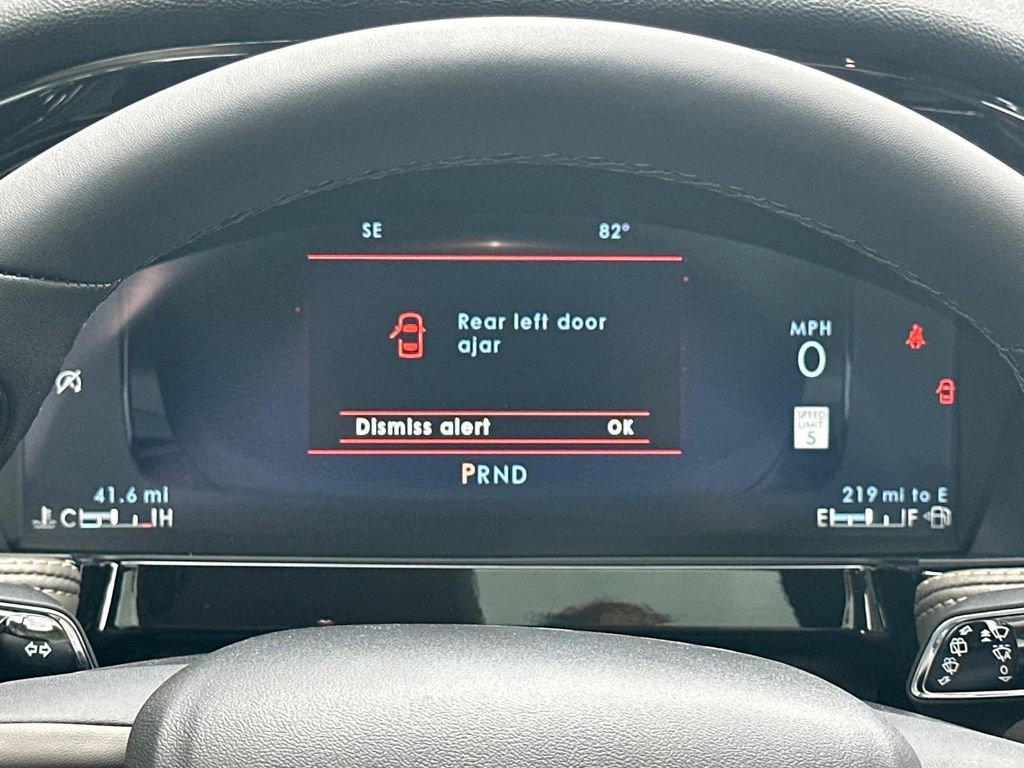 SE 82°
Rear left door
ajar
MPH
0
Dismiss alert OK
SPEED
LIMIT
5
PRND
41.6 mi 219 mi to E
C H E F